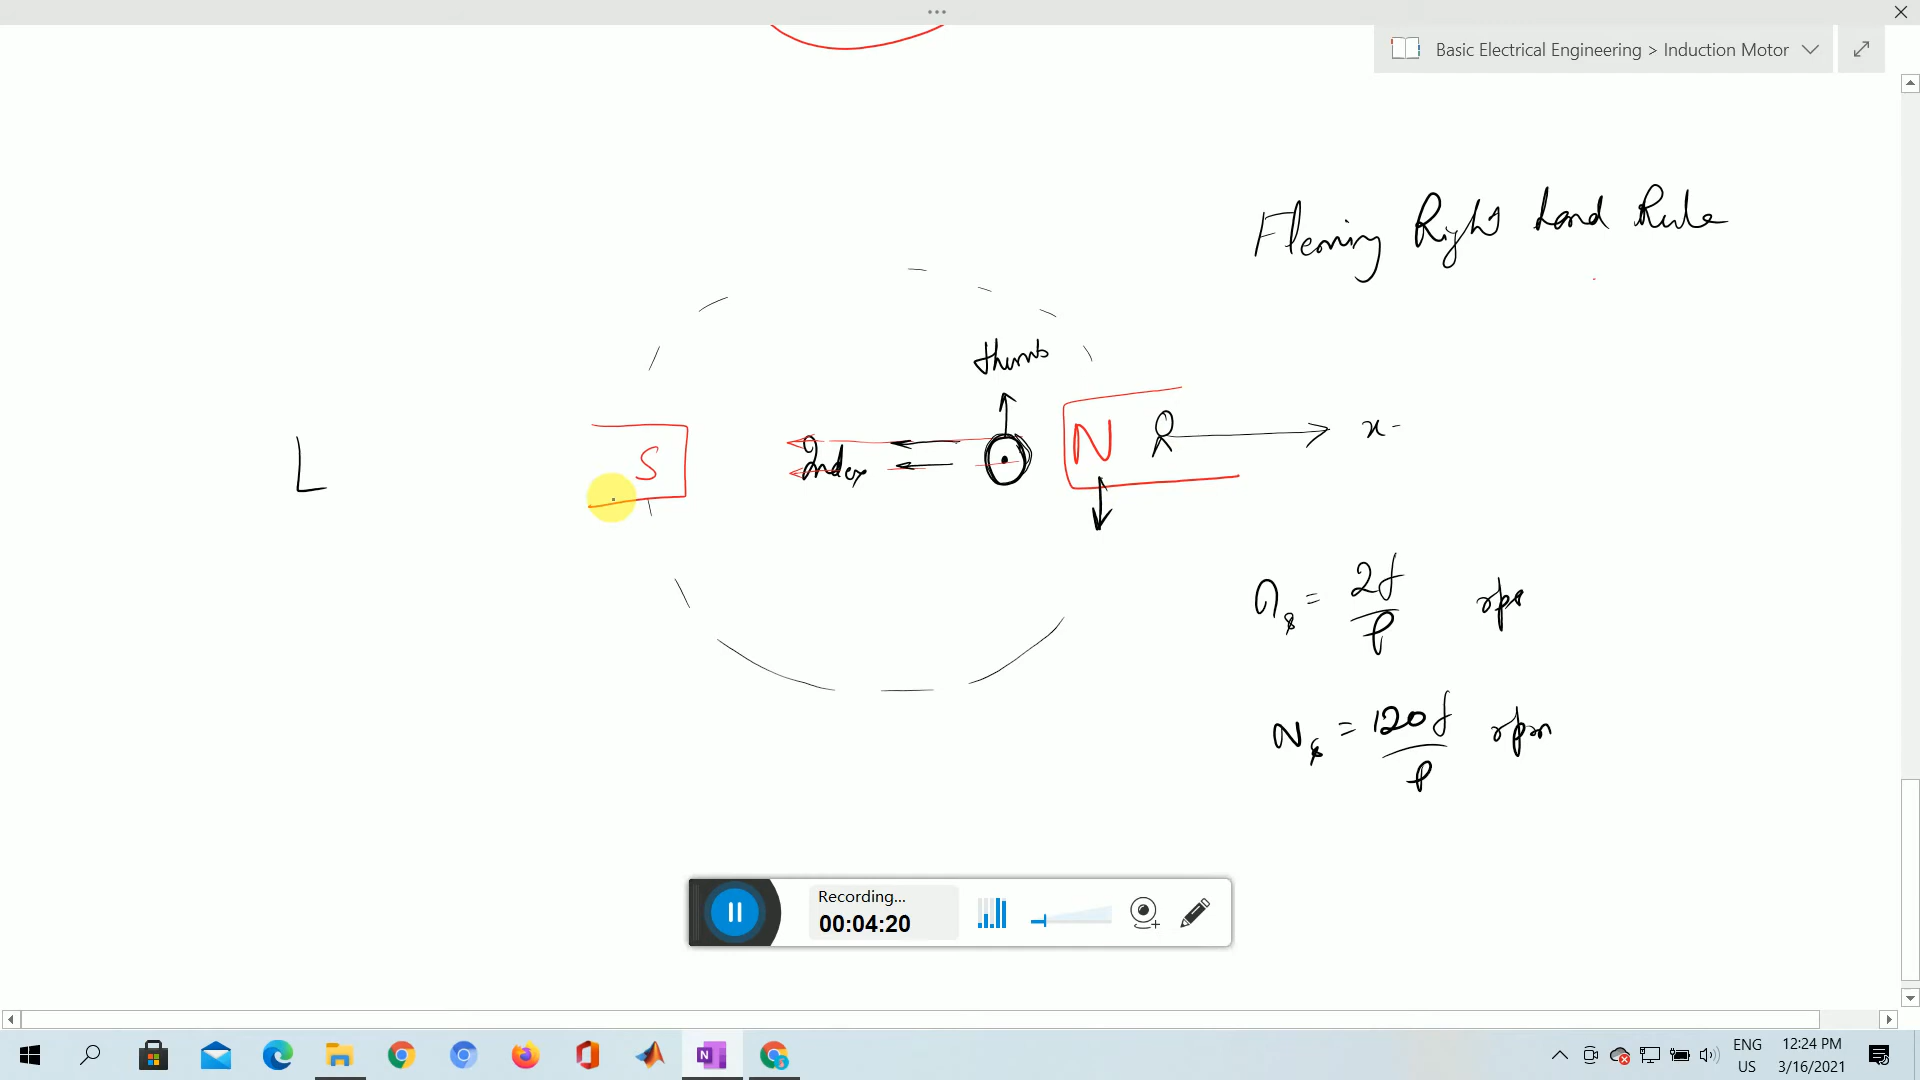 Basic Electrical Engineering > Induction Motor
Fleming Right hand Rule
thumb
S
Index
N
x-
L
ns = 2f/P rps
Ns = 120f/P rpm
Recording...
00:04:20
ENG
US
12:24 PM
3/16/2021